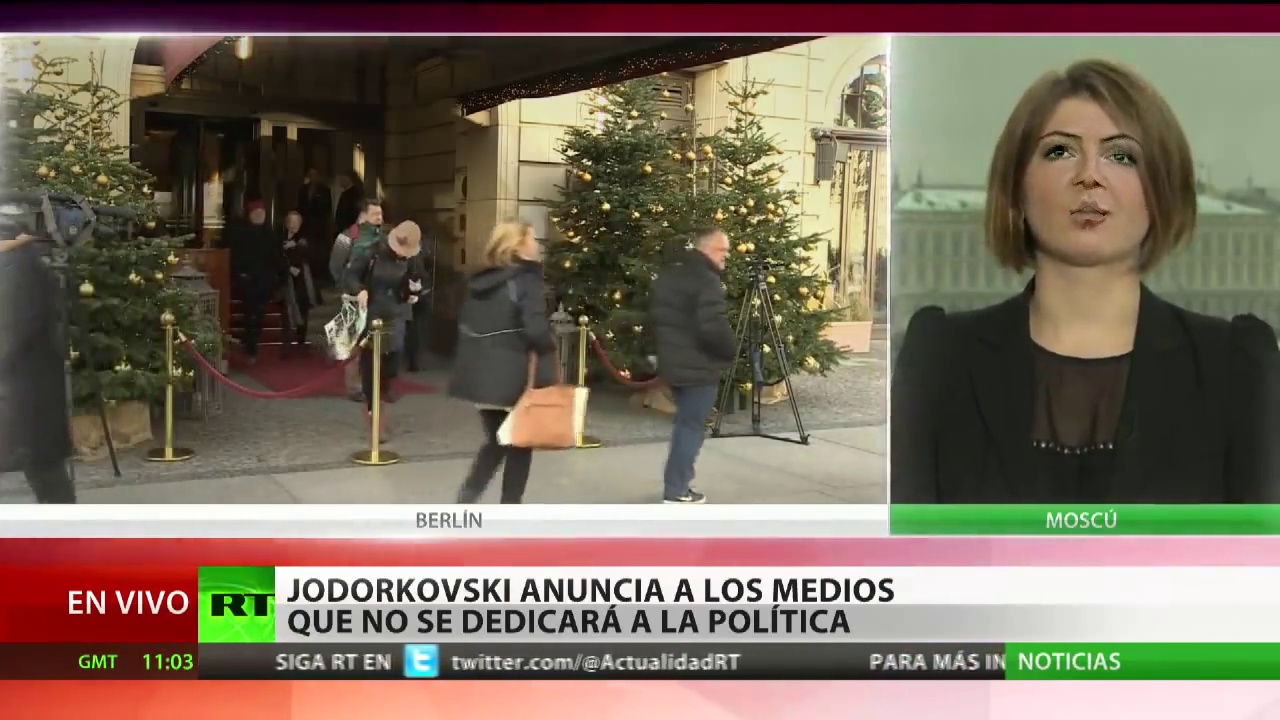 BERLÍN
MOSCÚ
EN VIVO
RT
JODORKOVSKI ANUNCIA A LOS MEDIOS
QUE NO SE DEDICARÁ A LA POLÍTICA
GMT 11:03
SIGA RT EN twitter.com/@ActualidadRT PARA MÁS IN
NOTICIAS